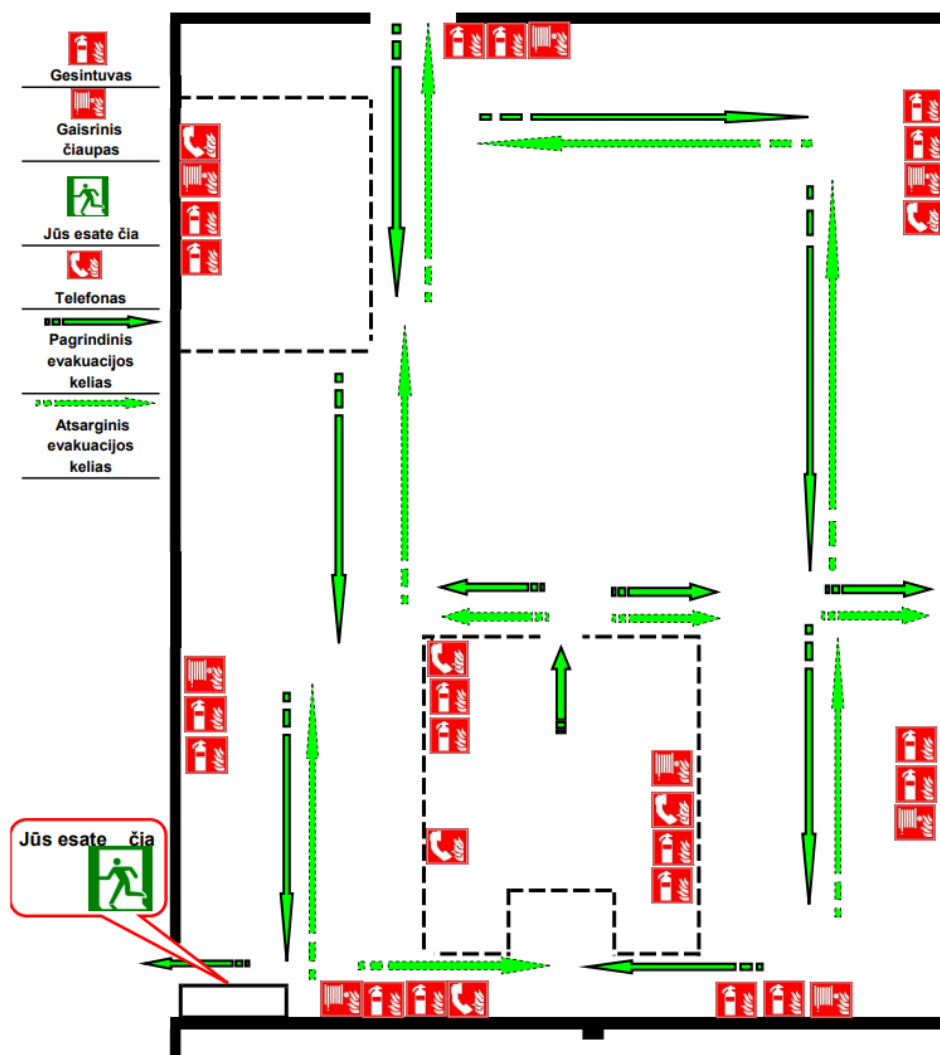 Gesintuvas
Gaisrinis
čiaupas
Jūs esate čia
Telefonas
Pagrindinis
evakuacijos
kelias
Atsarginis
evakuacijos
kelias
Jūs esate čia